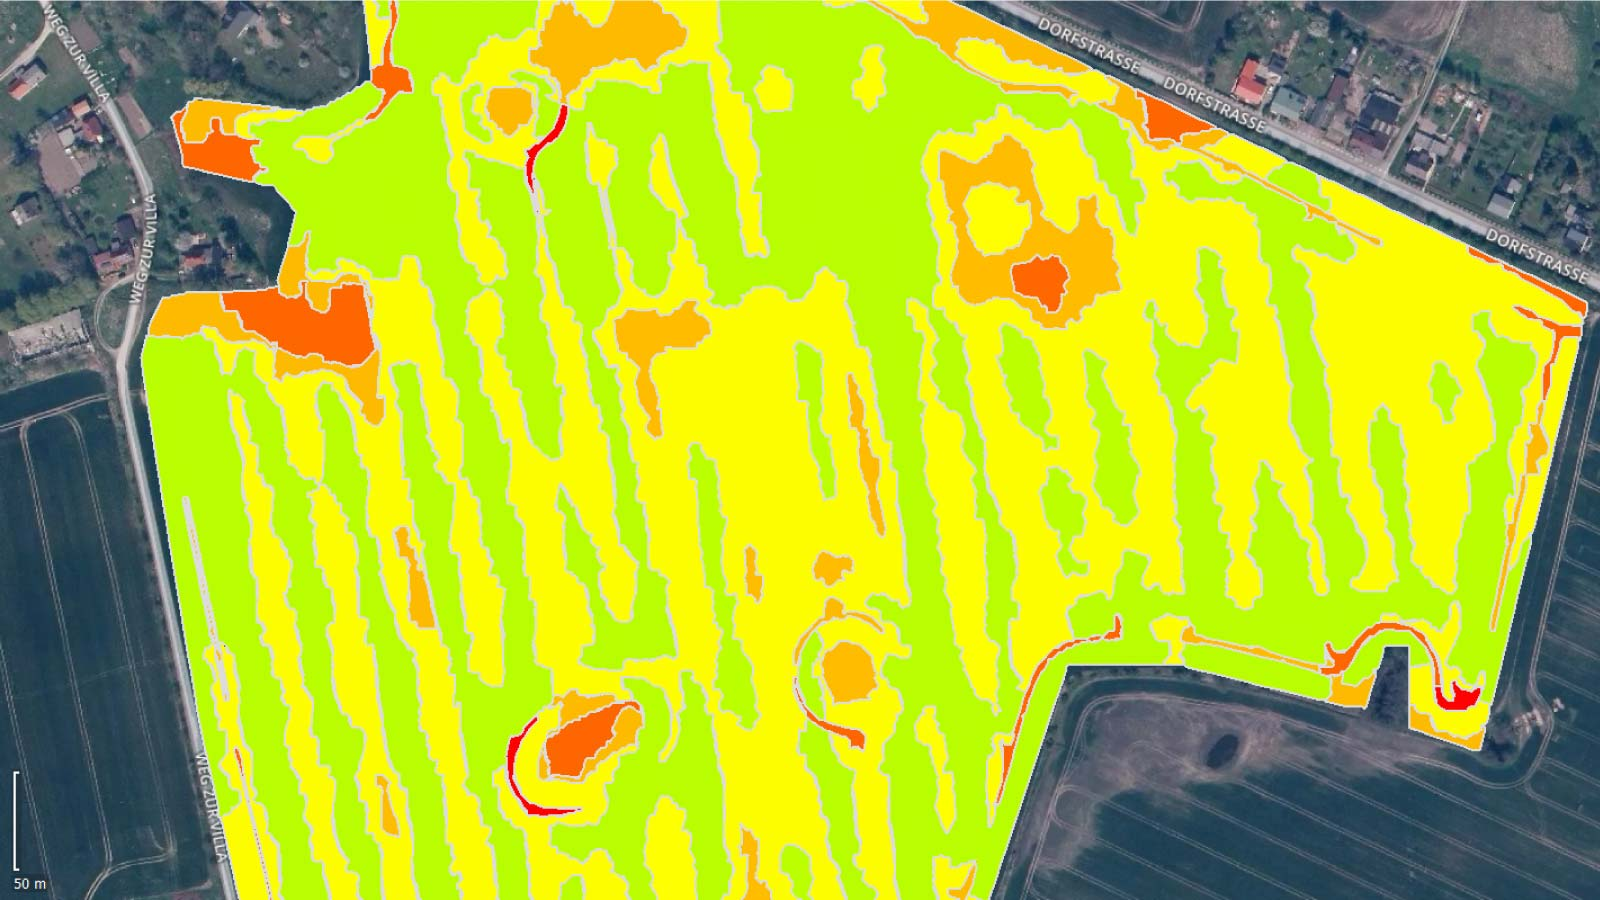 WEG ZUR VILLA
DORFSTRASSE
DORFSTRASSE
DORFSTRASSE
WEG ZUR VILLA
WEG ZUR VILLA
50 m